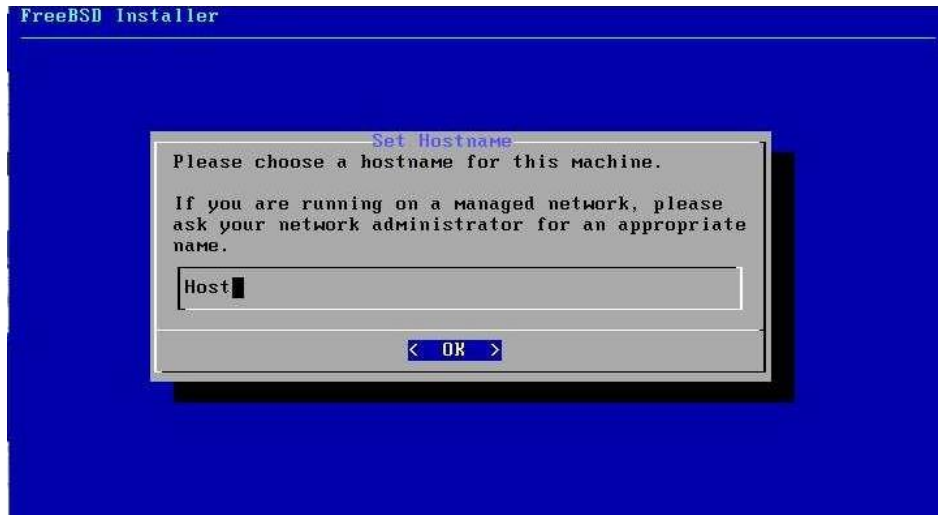 FreeBSD Installer
Set Hostname
Please choose a hostname for this machine.
If you are running on a managed network, please
ask your network administrator for an appropriate
name.
Host
< OK >